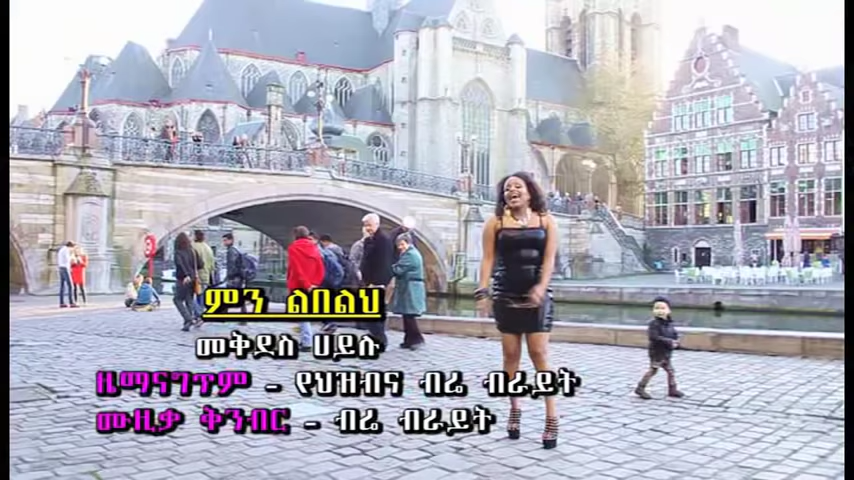 ምን ልበልህ
መቅደስ ሀይሉ
ዜማናግጥም - የህዝብና ብሬ ብራይት
ሙዚቃ ቅንብር - ብሬ ብራይት